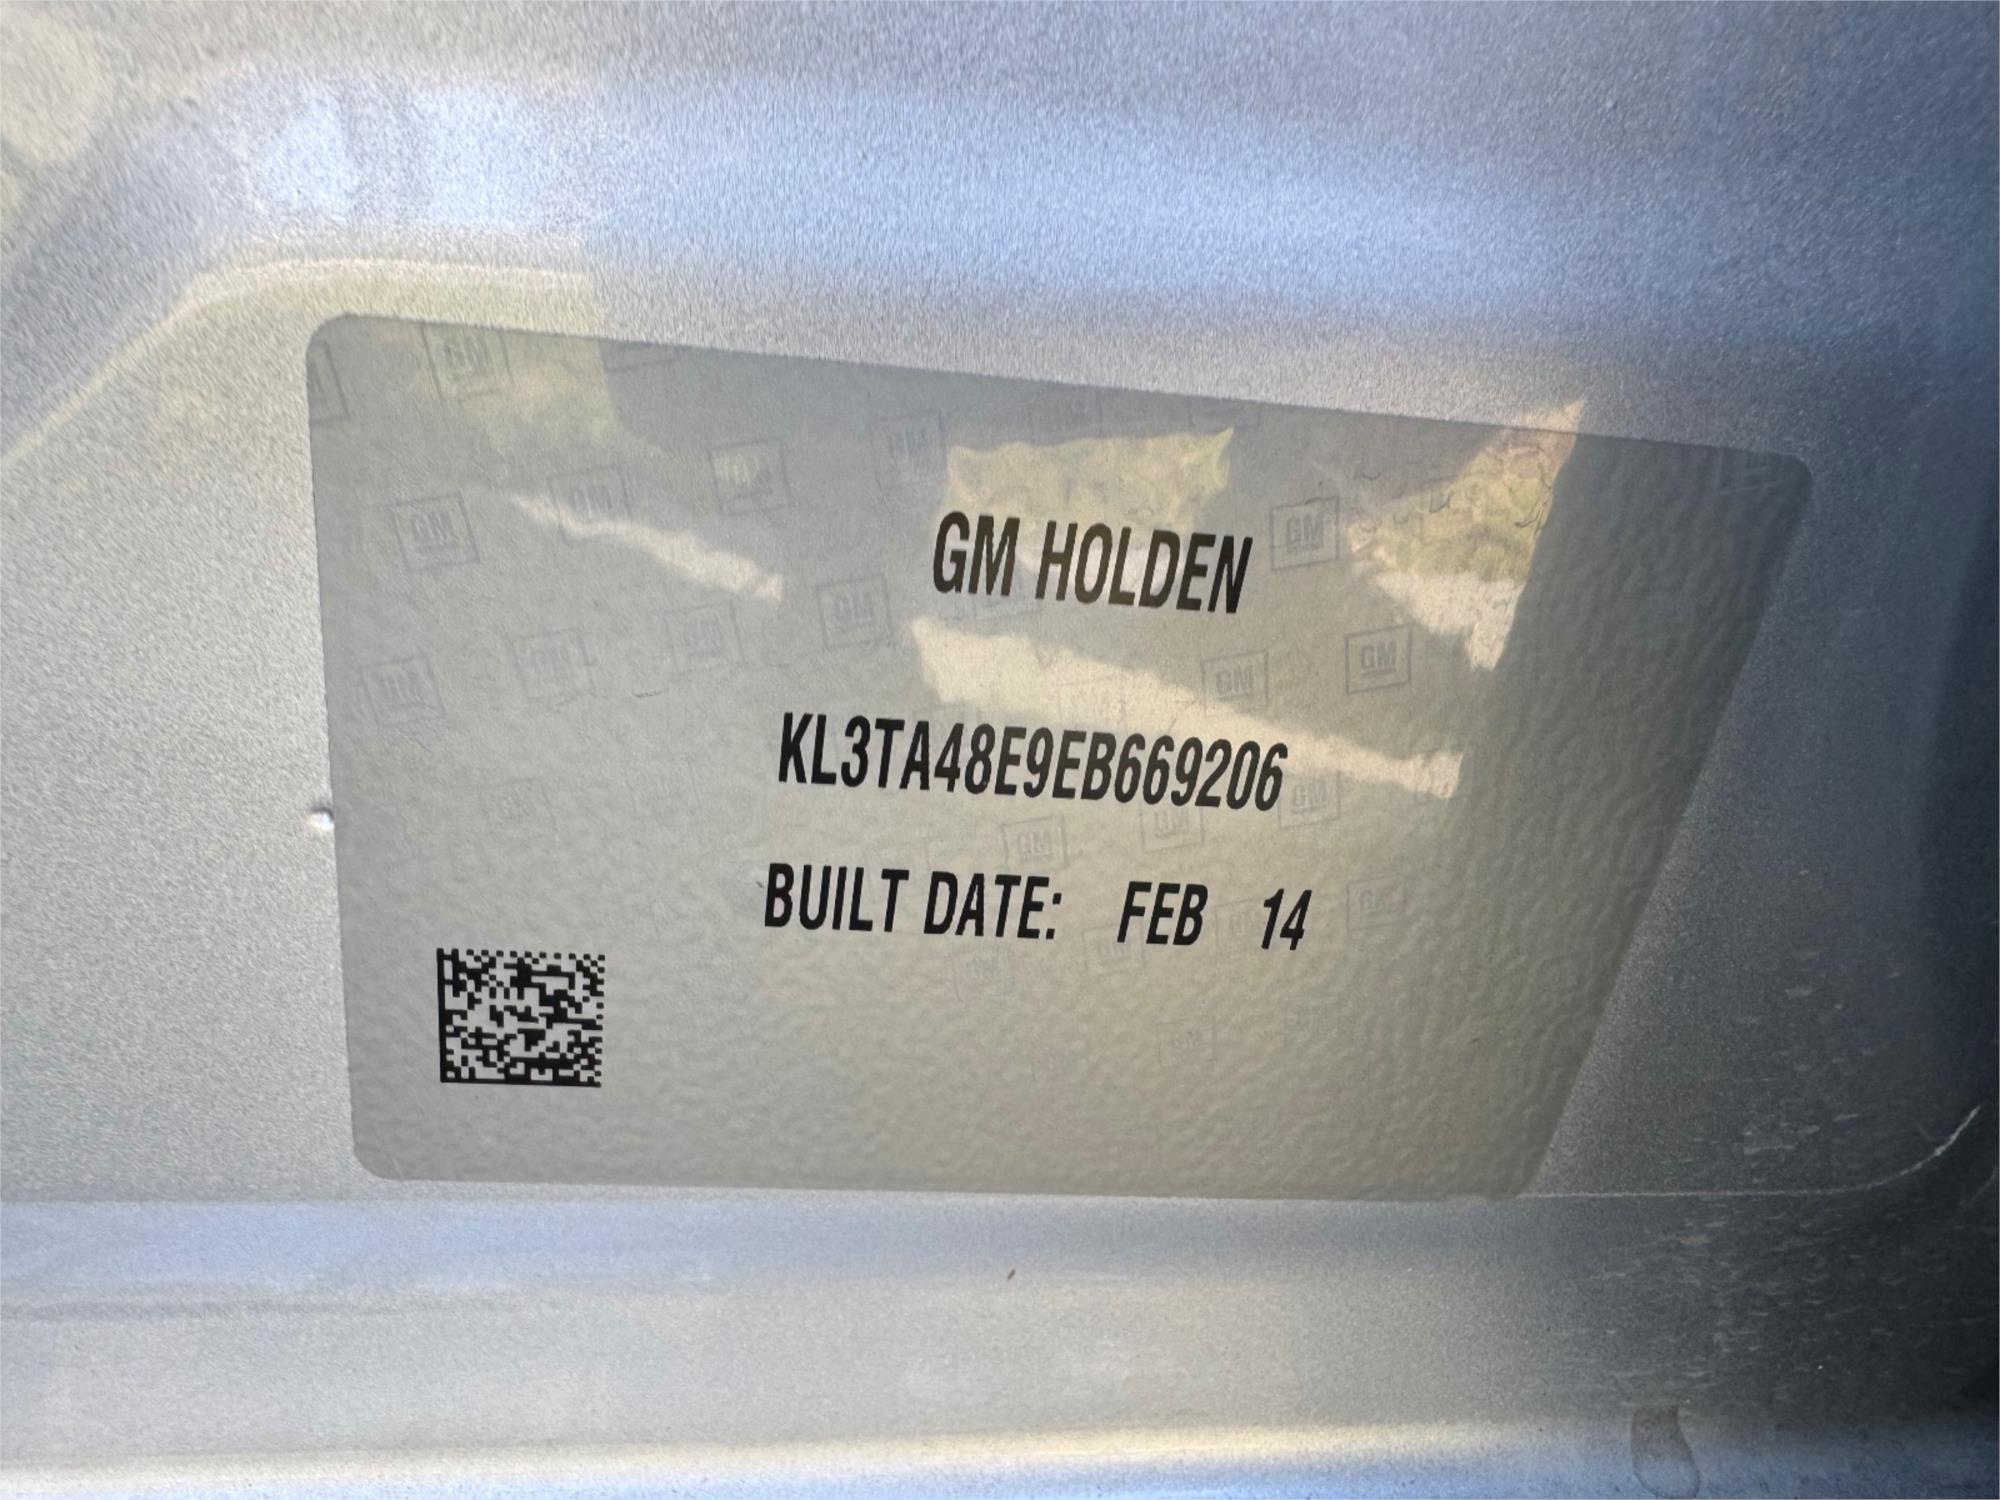 GM HOLDEN
KL3TA48E9EB669206
BUILT DATE: FEB 14